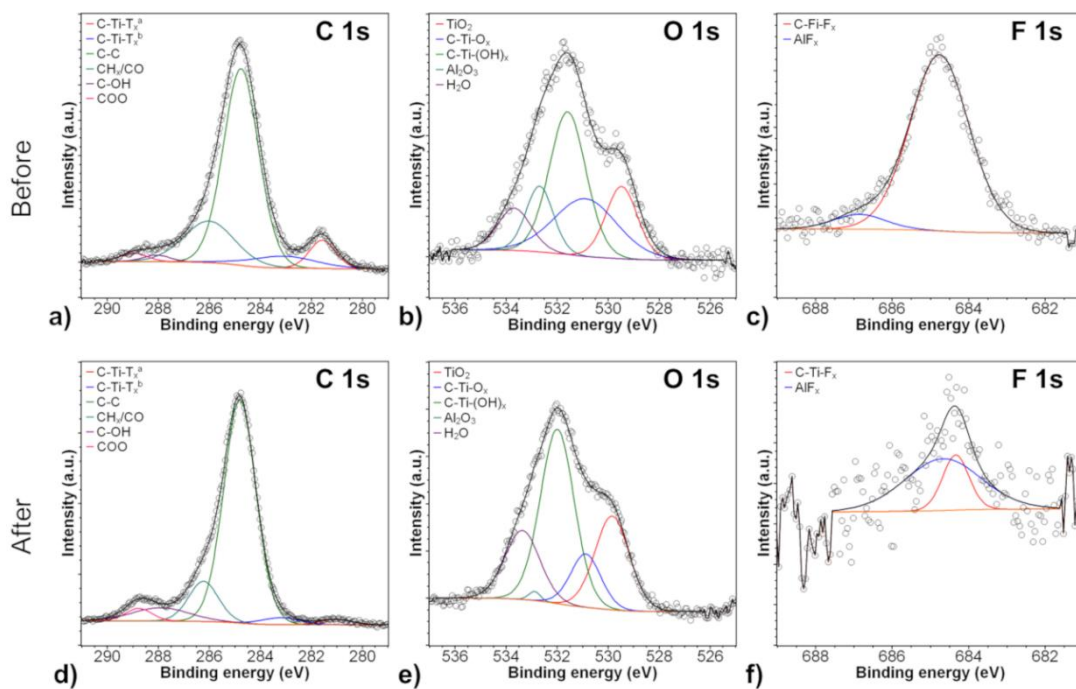 C-Ti-Tₓᵃ
C-Ti-Tₓᵇ
C-C
CHₓ/CO
C-OH
COO
C 1s
TiO₂
C-Ti-Oₓ
C-Ti-(OH)ₓ
Al₂O₃
H₂O
O 1s
C-Fi-Fₓ
AlFₓ
F 1s
Before
Intensity (a.u.)
Intensity (a.u.)
Intensity (a.u.)
290 288 286 284 282 280
536 534 532 530 528 526
688 686 684 682
a) Binding energy (eV)
b) Binding energy (eV)
c) Binding energy (eV)
C-Ti-Tₓᵃ
C-Ti-Tₓᵇ
C-C
CHₓ/CO
C-OH
COO
C 1s
TiO₂
C-Ti-Oₓ
C-Ti-(OH)ₓ
Al₂O₃
H₂O
O 1s
C-Ti-Fₓ
AlFₓ
F 1s
After
Intensity (a.u.)
Intensity (a.u.)
Intensity (a.u.)
290 288 286 284 282 280
536 534 532 530 528 526
688 686 684 682
d) Binding energy (eV)
e) Binding energy (eV)
f) Binding energy (eV)